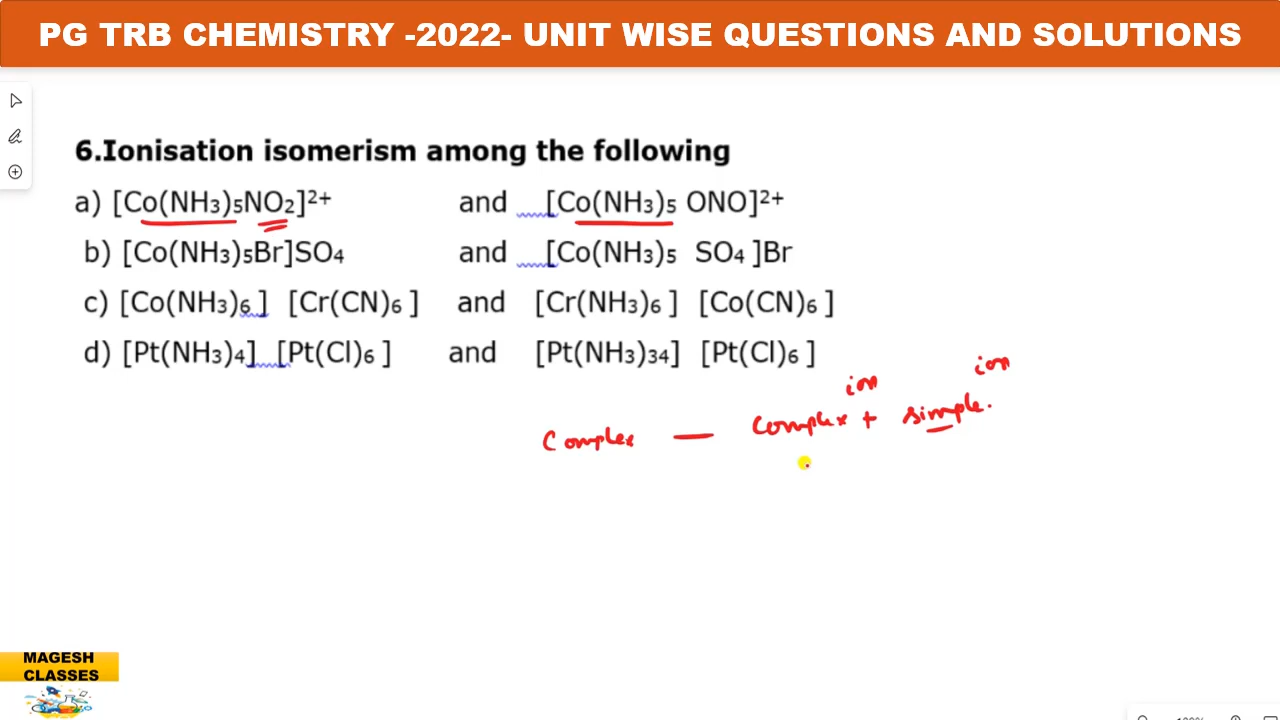 PG TRB CHEMISTRY -2022- UNIT WISE QUESTIONS AND SOLUTIONS
6.Ionisation isomerism among the following
a) [Co(NH₃)₅NO₂]²⁺ and [Co(NH₃)₅ ONO]²⁺
b) [Co(NH₃)₅Br]SO₄ and [Co(NH₃)₅ SO₄ ]Br
c) [Co(NH₃)₆ ] [Cr(CN)₆ ] and [Cr(NH₃)₆ ] [Co(CN)₆ ]
d) [Pt(NH₃)₄] [Pt(Cl)₆ ] and [Pt(NH₃)₃₄] [Pt(Cl)₆ ]
ion ion
Complex — Complex + simple.
MAGESH
CLASSES